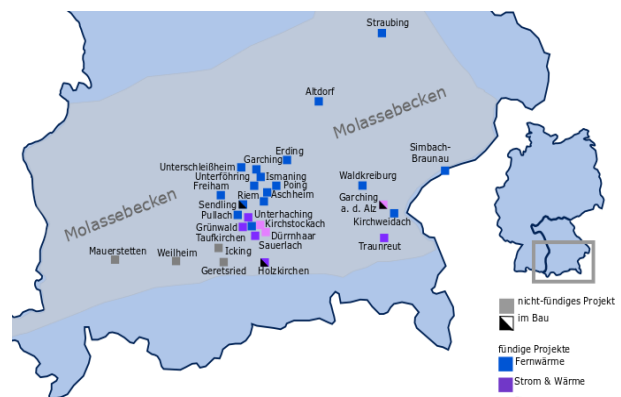 Straubing
Altdorf
Molassebecken
Erding
Simbach-
Braunau
Garching
Unterschleißheim
Unterföhring
Ismaning
Waldkreiburg
Freiham
Riem
Poing
Aschheim
Garching
a. d. Alz
Sendling
Molassebecken
Pullach
Unterhaching
Kirchweidach
Grünwald
Kirchstockach
Taufkirchen
Dürrnhaar
Sauerlach
Traunreut
Mauerstetten
Weilheim
Icking
Geretsried
Holzkirchen
nicht-fündiges Projekt
im Bau
fündige Projekte
Fernwärme
Strom & Wärme